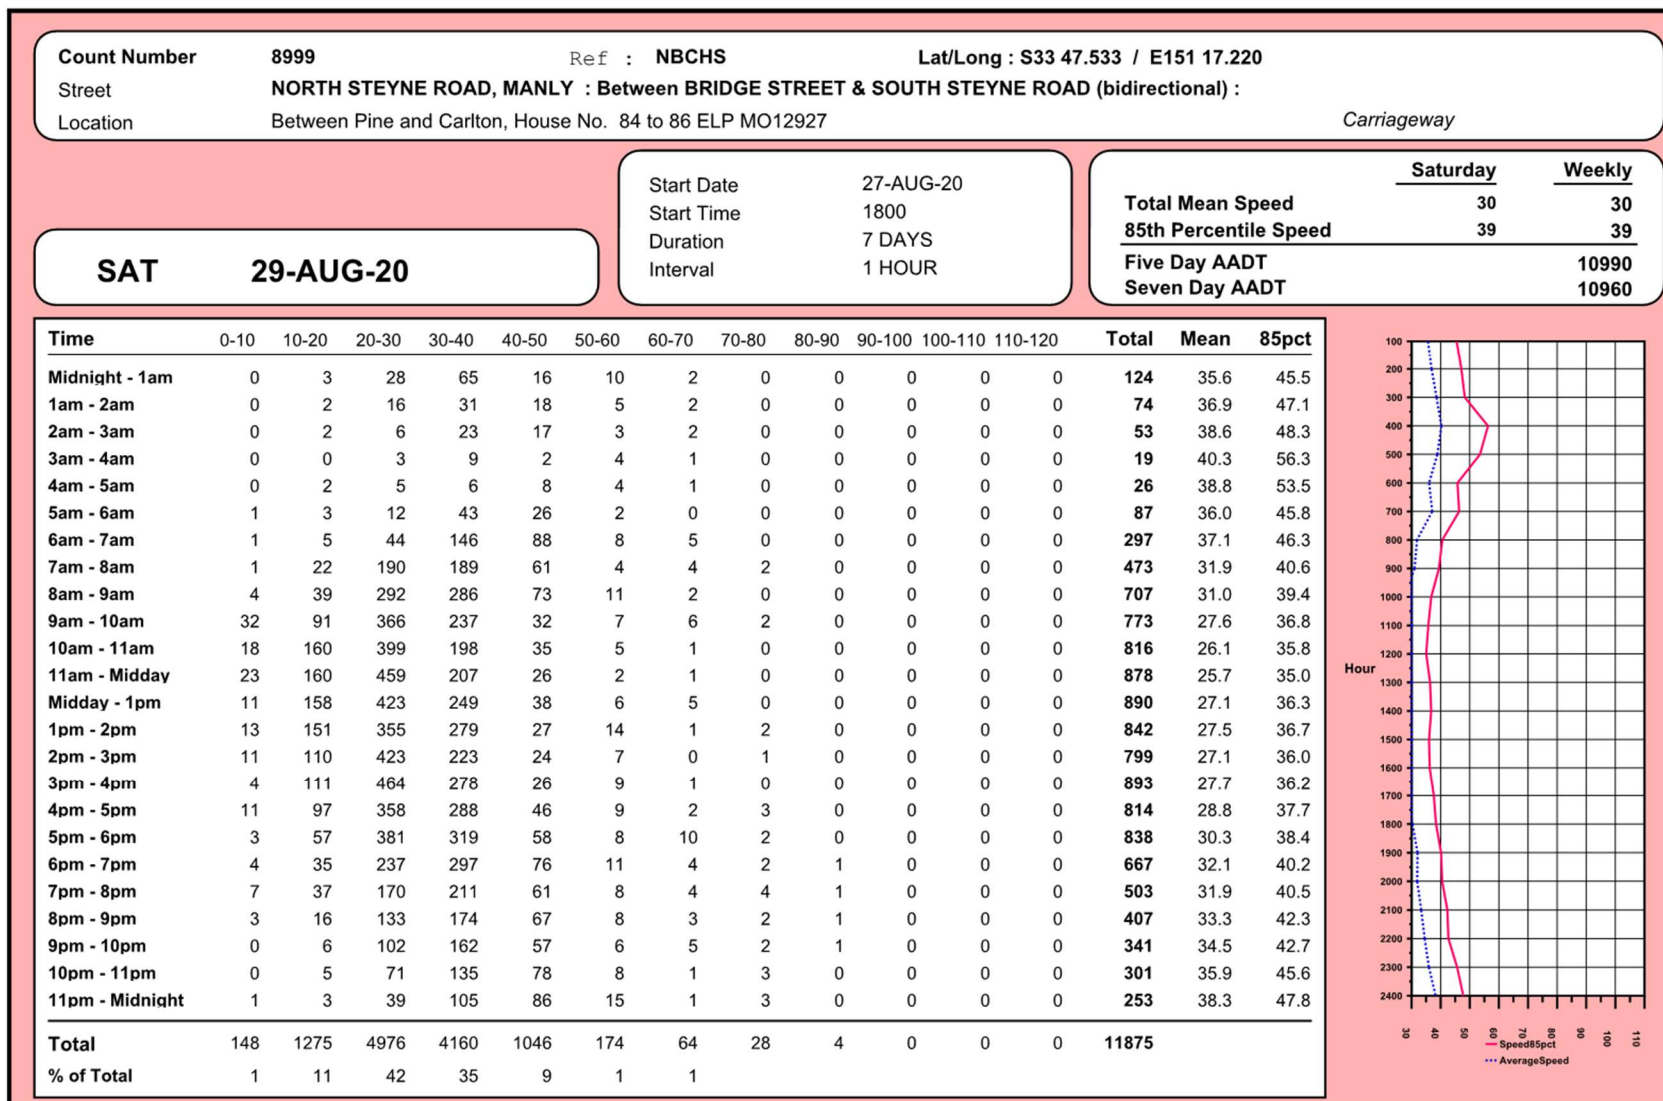 Count Number 8999 Ref : NBCHS Lat/Long : S33 47.533 / E151 17.220
Street NORTH STEYNE ROAD, MANLY : Between BRIDGE STREET & SOUTH STEYNE ROAD (bidirectional) :
Location Between Pine and Carlton, House No. 84 to 86 ELP MO12927 Carriageway
SAT 29-AUG-20
Start Date 27-AUG-20
Start Time 1800
Duration 7 DAYS
Interval 1 HOUR
Saturday Weekly
Total Mean Speed 30 30
85th Percentile Speed 39 39
Five Day AADT 10990
Seven Day AADT 10960
Time 0-10 10-20 20-30 30-40 40-50 50-60 60-70 70-80 80-90 90-100 100-110 110-120 Total Mean 85pct
Midnight - 1am 0 3 28 65 16 10 2 0 0 0 0 0 124 35.6 45.5
1am - 2am 0 2 16 31 18 5 2 0 0 0 0 0 74 36.9 47.1
2am - 3am 0 2 6 23 17 3 2 0 0 0 0 0 53 38.6 48.3
3am - 4am 0 0 3 9 2 4 1 0 0 0 0 0 19 40.3 56.3
4am - 5am 0 2 5 6 8 4 1 0 0 0 0 0 26 38.8 53.5
5am - 6am 1 3 12 43 26 2 0 0 0 0 0 0 87 36.0 45.8
6am - 7am 1 5 44 146 88 8 5 0 0 0 0 0 297 37.1 46.3
7am - 8am 1 22 190 189 61 4 4 2 0 0 0 0 473 31.9 40.6
8am - 9am 4 39 292 286 73 11 2 0 0 0 0 0 707 31.0 39.4
9am - 10am 32 91 366 237 32 7 6 2 0 0 0 0 773 27.6 36.8
10am - 11am 18 160 399 198 35 5 1 0 0 0 0 0 816 26.1 35.8
11am - Midday 23 160 459 207 26 2 1 0 0 0 0 0 878 25.7 35.0
Midday - 1pm 11 158 423 249 38 6 5 0 0 0 0 0 890 27.1 36.3
1pm - 2pm 13 151 355 279 27 14 1 2 0 0 0 0 842 27.5 36.7
2pm - 3pm 11 110 423 223 24 7 0 1 0 0 0 0 799 27.1 36.0
3pm - 4pm 4 111 464 278 26 9 1 0 0 0 0 0 893 27.7 36.2
4pm - 5pm 11 97 358 288 46 9 2 3 0 0 0 0 814 28.8 37.7
5pm - 6pm 3 57 381 319 58 8 10 2 0 0 0 0 838 30.3 38.4
6pm - 7pm 4 35 237 297 76 11 4 2 1 0 0 0 667 32.1 40.2
7pm - 8pm 7 37 170 211 61 8 4 4 1 0 0 0 503 31.9 40.5
8pm - 9pm 3 16 133 174 67 8 3 2 1 0 0 0 407 33.3 42.3
9pm - 10pm 0 6 102 162 57 6 5 2 1 0 0 0 341 34.5 42.7
10pm - 11pm 0 5 71 135 78 8 1 3 0 0 0 0 301 35.9 45.6
11pm - Midnight 1 3 39 105 86 15 1 3 0 0 0 0 253 38.3 47.8
Total 148 1275 4976 4160 1046 174 64 28 4 0 0 0 11875
% of Total 1 11 42 35 9 1 1
100
200
300
400
500
600
700
800
900
1000
1100
1200
Hour
1300
1400
1500
1600
1700
1800
1900
2000
2100
2200
2300
2400
30 40 50 60 70 80 90 100 110
Speed85pct
AverageSpeed